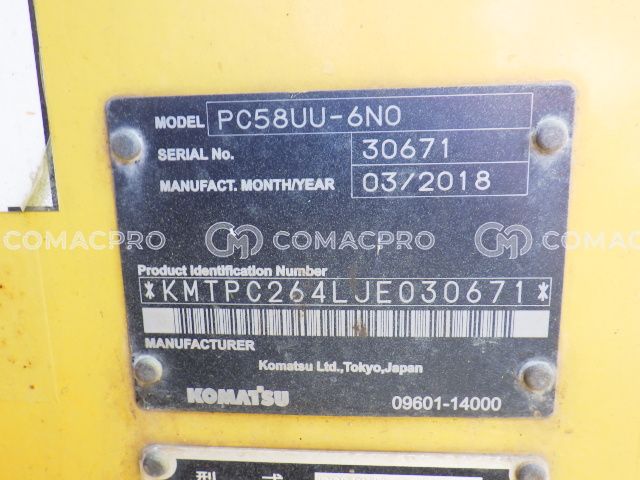 MODEL PC58UU-6N0
SERIAL No. 30671
MANUFACT. MONTH/YEAR 03/2018
COMACPRO COMACPRO COMACPRO
Product Identification Number
*KMTPC264LJE030671*
MANUFACTURER
Komatsu Ltd.,Tokyo,Japan
KOMATSU 09601-14000
型 式